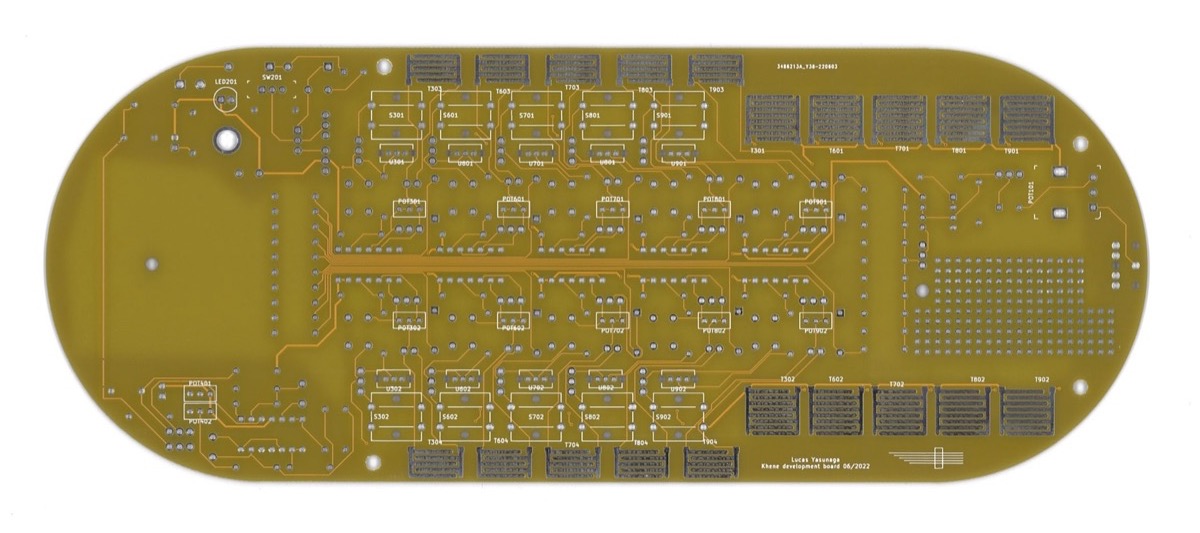 3488213A_Y30-220803
LED201
SW201
T303
T603
T703
T803
T903
S301
S601
S701
S801
S901
T301
T601
T701
T801
T901
U301
U601
U701
U801
U901
POT101
POT301
POT601
POT701
POT801
POT901
POT302
POT602
POT702
POT802
POT902
POT401
POT402
U302
U602
U702
U802
U902
T302
T602
T702
T802
T902
S302
S602
S702
S802
S902
T304
T604
T704
T804
T904
Lucas Yasunaga
Khene development board 06/2022